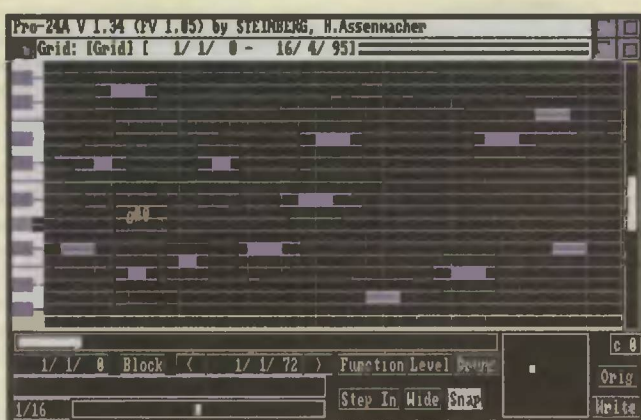 Pro-24A V 1.34 (FV 1.05) by STEINBERG, H.Assenmacher
Grid: [Grid] [ 1/ 1/ 0 - 16/ 4/ 95]
c 0
1/ 1/ 0 Block < 1/ 1/ 72 > Function Level
Orig
Step In Wide Snap
1/16
Write